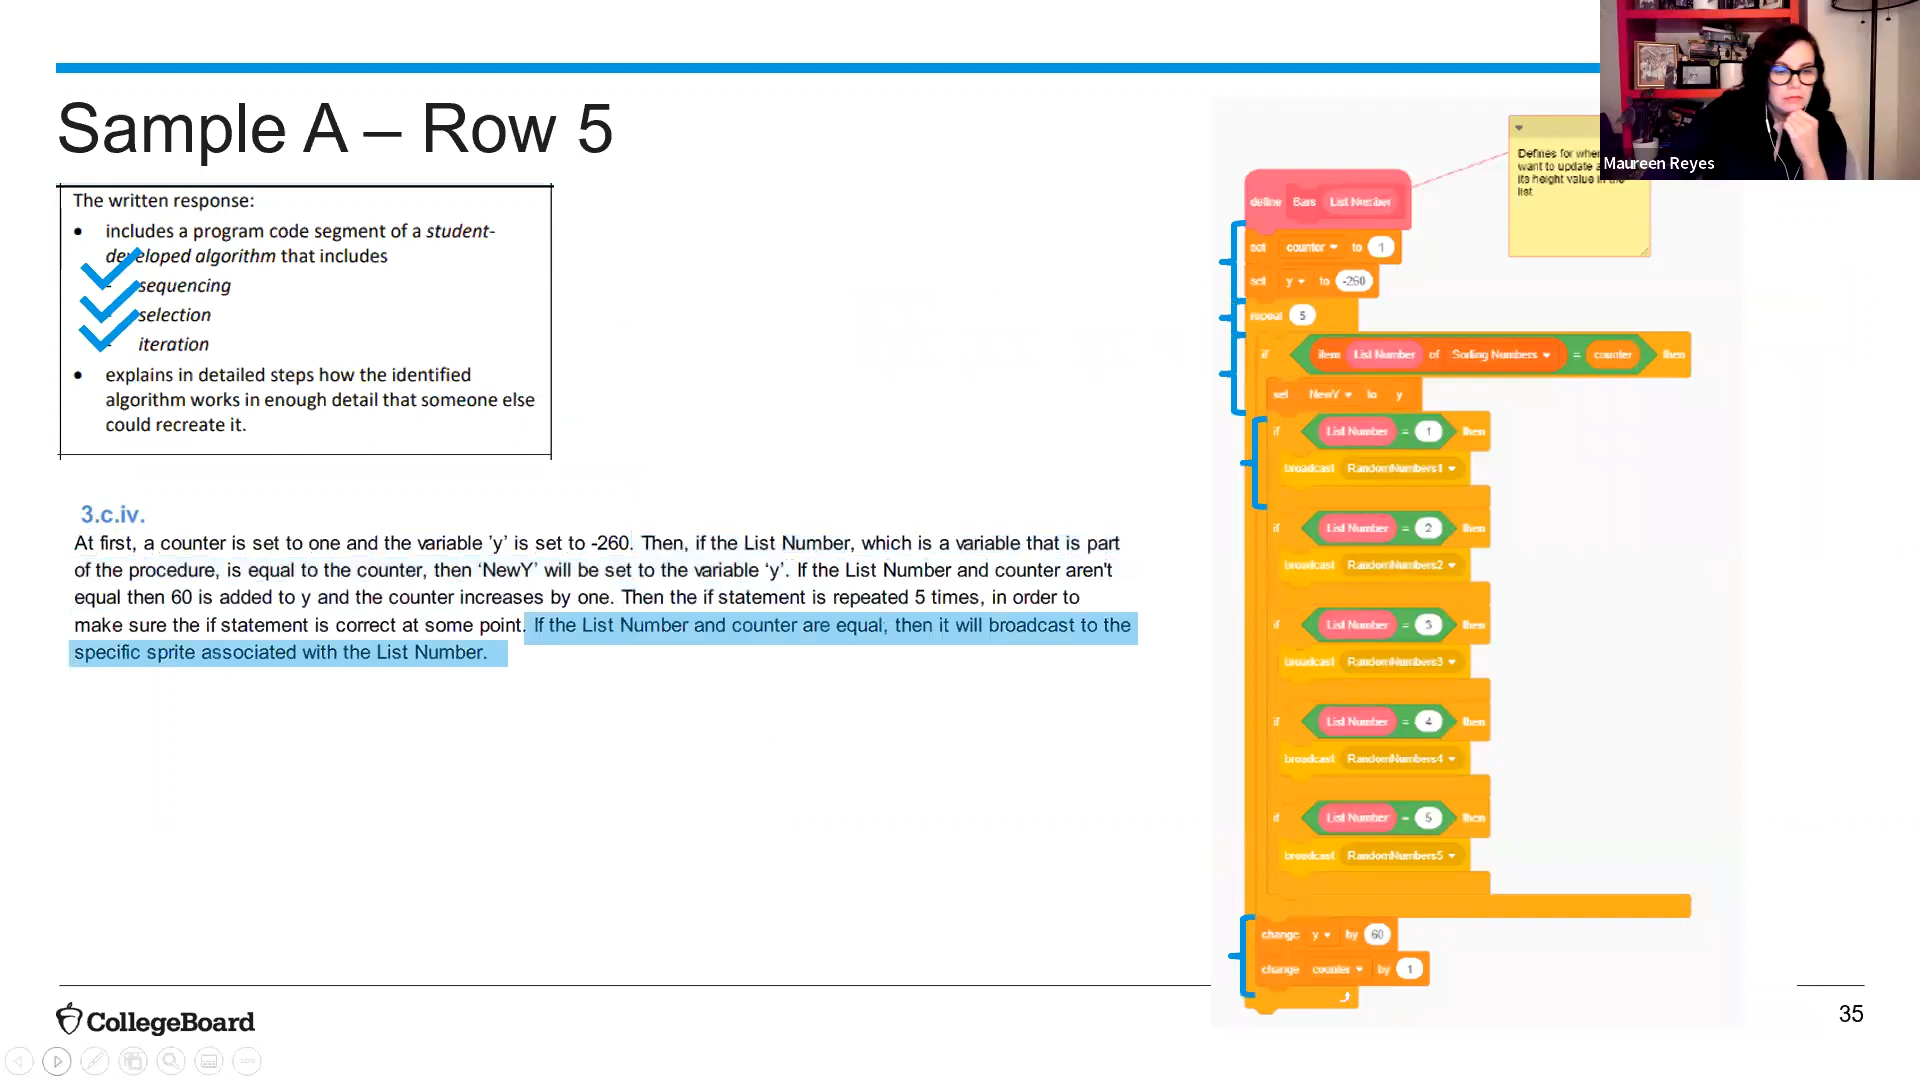 Sample A – Row 5
The written response:
• includes a program code segment of a student-
developed algorithm that includes
- sequencing
- selection
- iteration
• explains in detailed steps how the identified
algorithm works in enough detail that someone else
could recreate it.
3.c.iv.
At first, a counter is set to one and the variable 'y' is set to -260. Then, if the List Number, which is a variable that is part
of the procedure, is equal to the counter, then ‘NewY’ will be set to the variable ‘y’. If the List Number and counter aren't
equal then 60 is added to y and the counter increases by one. Then the if statement is repeated 5 times, in order to
make sure the if statement is correct at some point. If the List Number and counter are equal, then it will broadcast to the
specific sprite associated with the List Number.
define Bars List Number
set counter to 1
set y to -260
repeat 5
if item List Number of Sorting Numbers = counter then
set NewY to y
if List Number = 1 then
broadcast RandomNumbers1
if List Number = 2 then
broadcast RandomNumbers2
if List Number = 3 then
broadcast RandomNumbers3
if List Number = 4 then
broadcast RandomNumbers4
if List Number = 5 then
broadcast RandomNumbers5
change y by 60
change counter by 1
Defines for
want to update
its height value in
list
Maureen Reyes
CollegeBoard
35